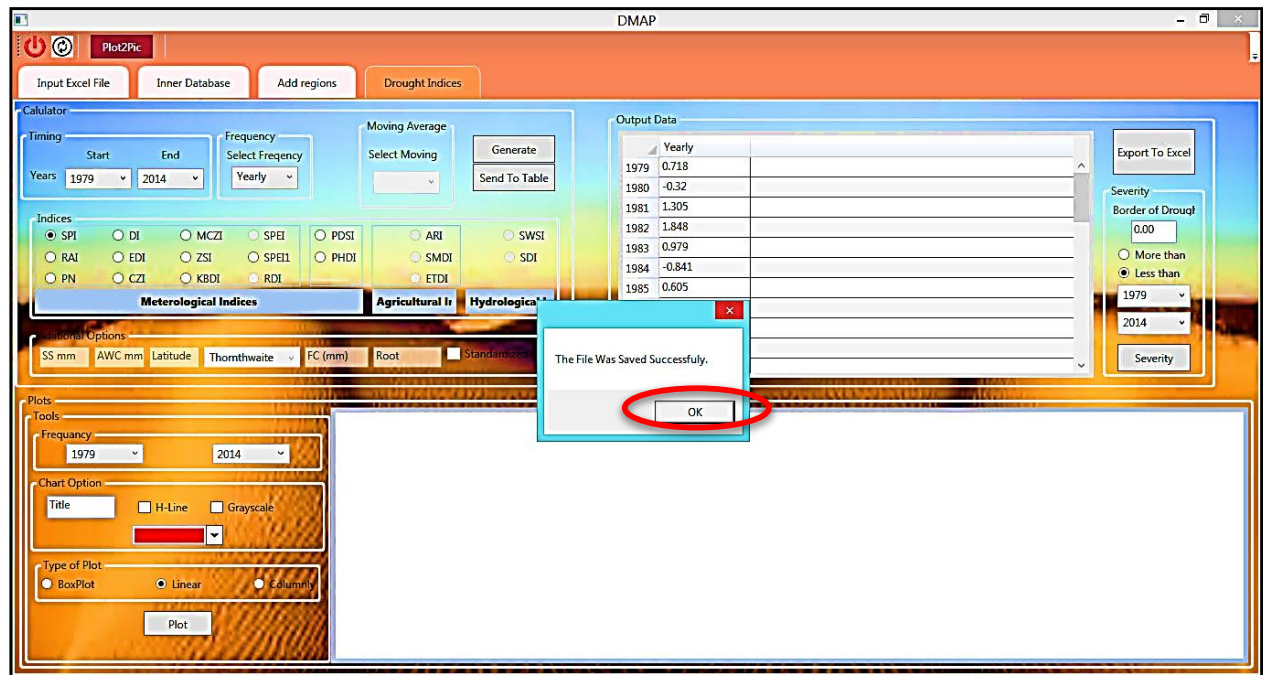 DMAP
Plot2Pic
Input Excel File
Inner Database
Add regions
Drought Indices
Calulator
Timing
Start End
Years 1979 2014
Frequency
Select Freqency
Yearly
Moving Average
Select Moving
Generate
Send To Table
Indices
SPI DI MCZI SPEI PDSI ARI SWSI
RAI EDI ZSI SPEI1 PHDI SMDI SDI
PN CZI KBDI RDI ETDI
Meterological Indices
Agricultural Ir
Hydrological
Additional Options
SS mm AWC mm Latitude Thornthwaite FC (mm) Root Standardized
Output Data
Yearly
1979 0.718
1980 -0.32
1981 1.305
1982 1.848
1983 0.979
1984 -0.841
1985 0.605
Export To Excel
Severity
Border of Drougt
0.00
More than
Less than
1979
2014
Severity
The File Was Saved Successfuly.
OK
Plots
Tools
Frequancy
1979 2014
Chart Option
Title H-Line Grayscale
Type of Plot
BoxPlot Linear Columnly
Plot